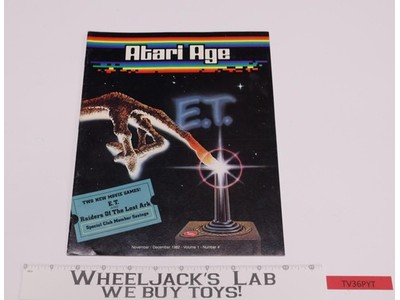 Atari Age
E.T.
TWO NEW MOVIE GAMES!
E.T.
Raiders Of The Lost Ark
Special Club Member Savings
November / December 1982 Volume 1 - Number 4
WHEELJACK'S LAB
WE BUY TOYS!
TV36PYT